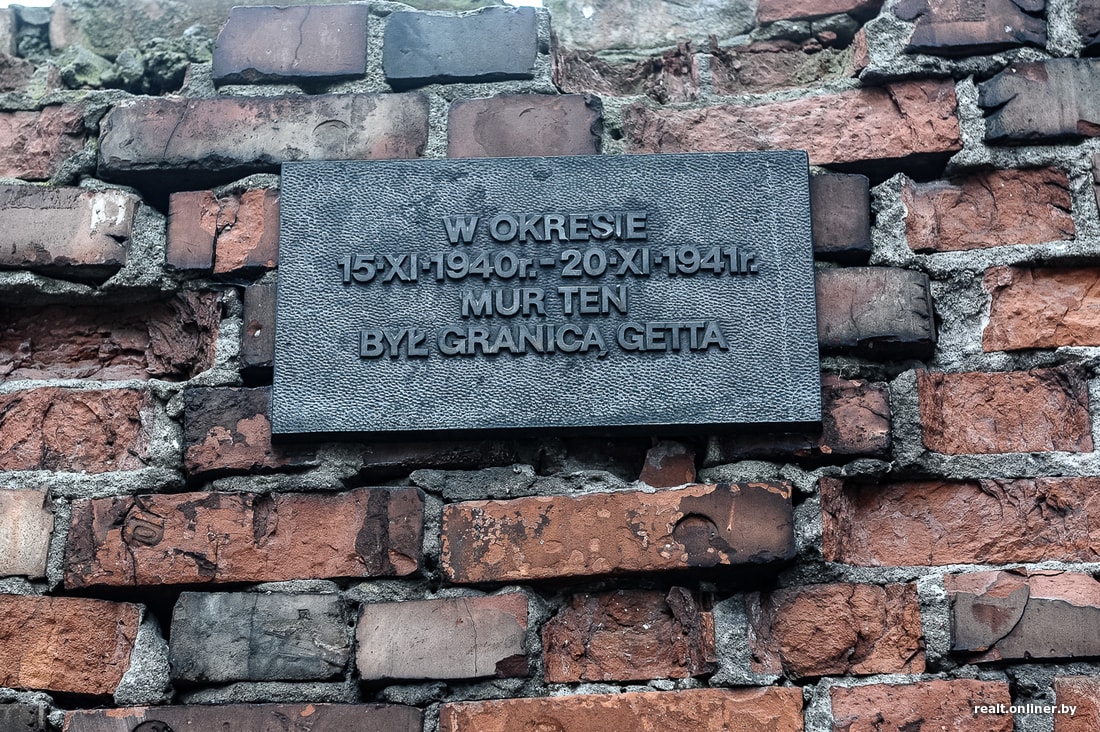 W OKRESIE
15·XI·1940r.-20·XI·1941r.
MUR TEN
BYŁ GRANICĄ GETTA
realt.onliner.by